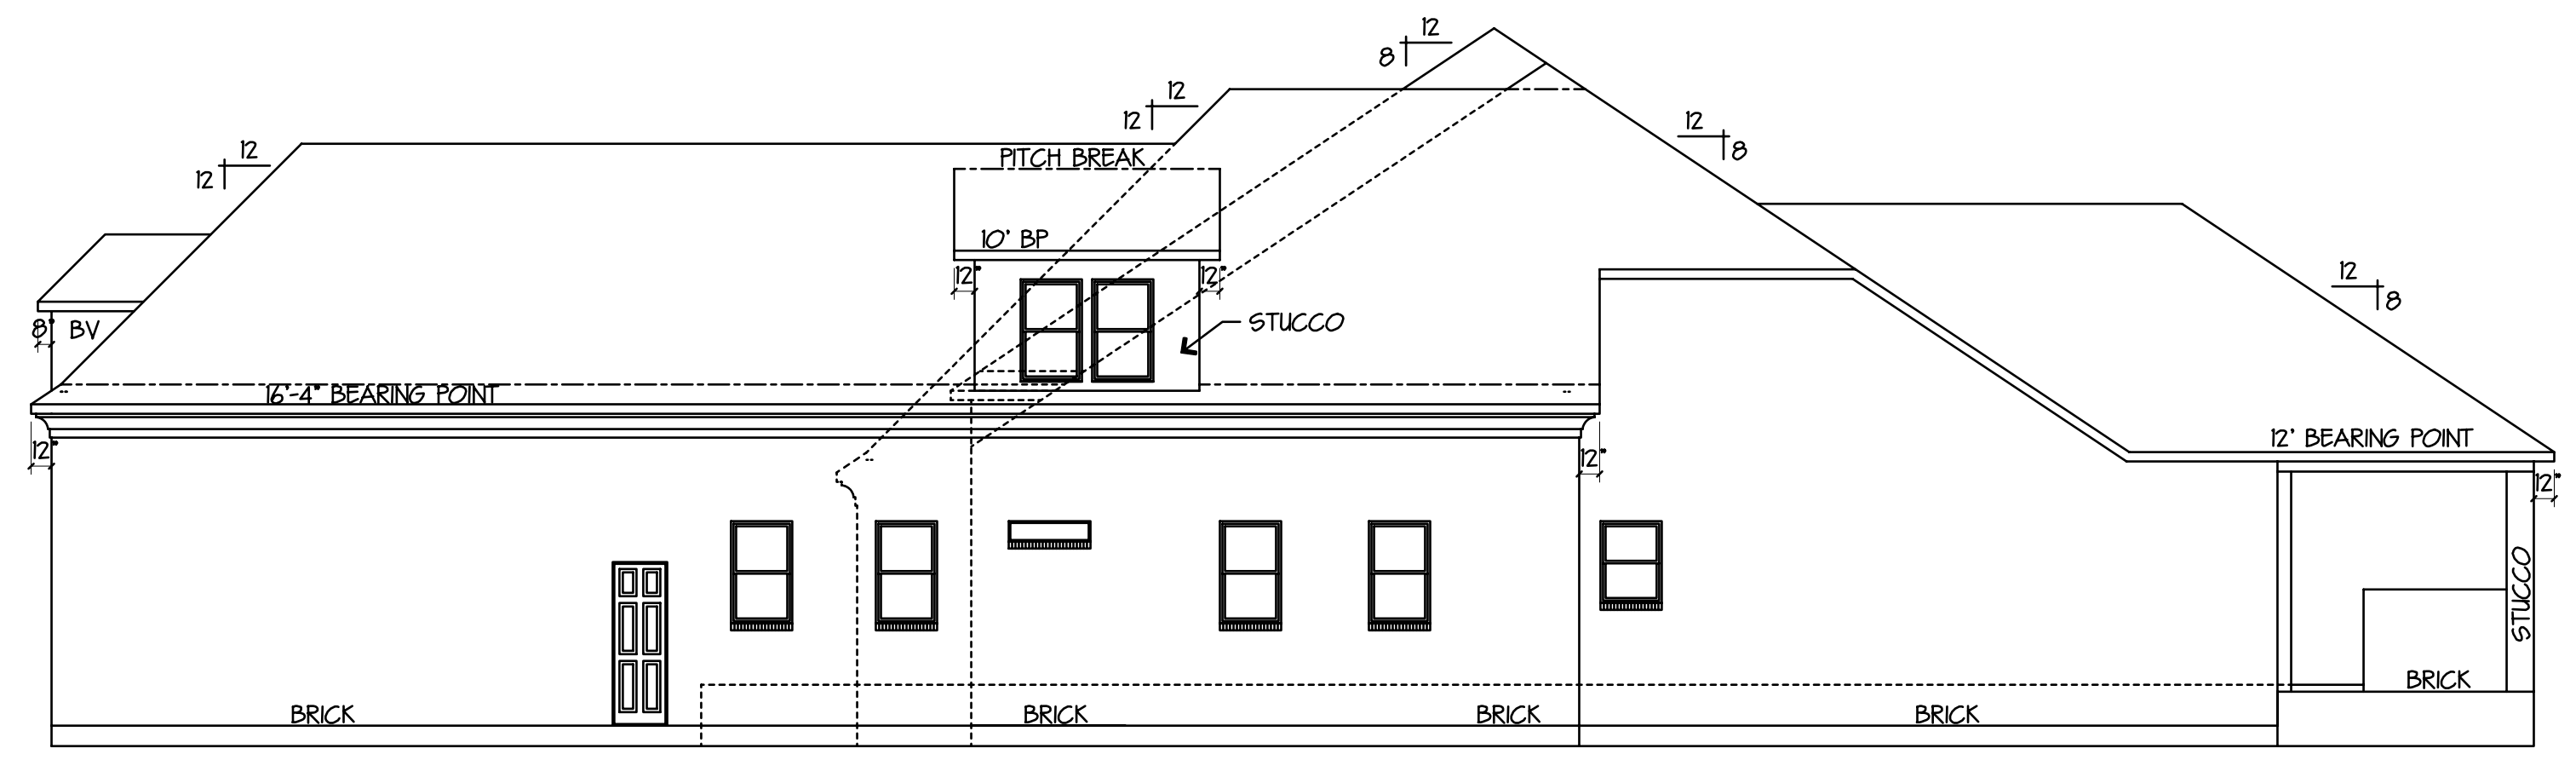 12
8
12
12
12
8
12
12
PITCH BREAK
10' BP
12"
12"
12
8
8"
BV
STUCCO
16'-4" BEARING POINT
12' BEARING POINT
12"
12"
12"
STUCCO
BRICK
BRICK
BRICK
BRICK
BRICK